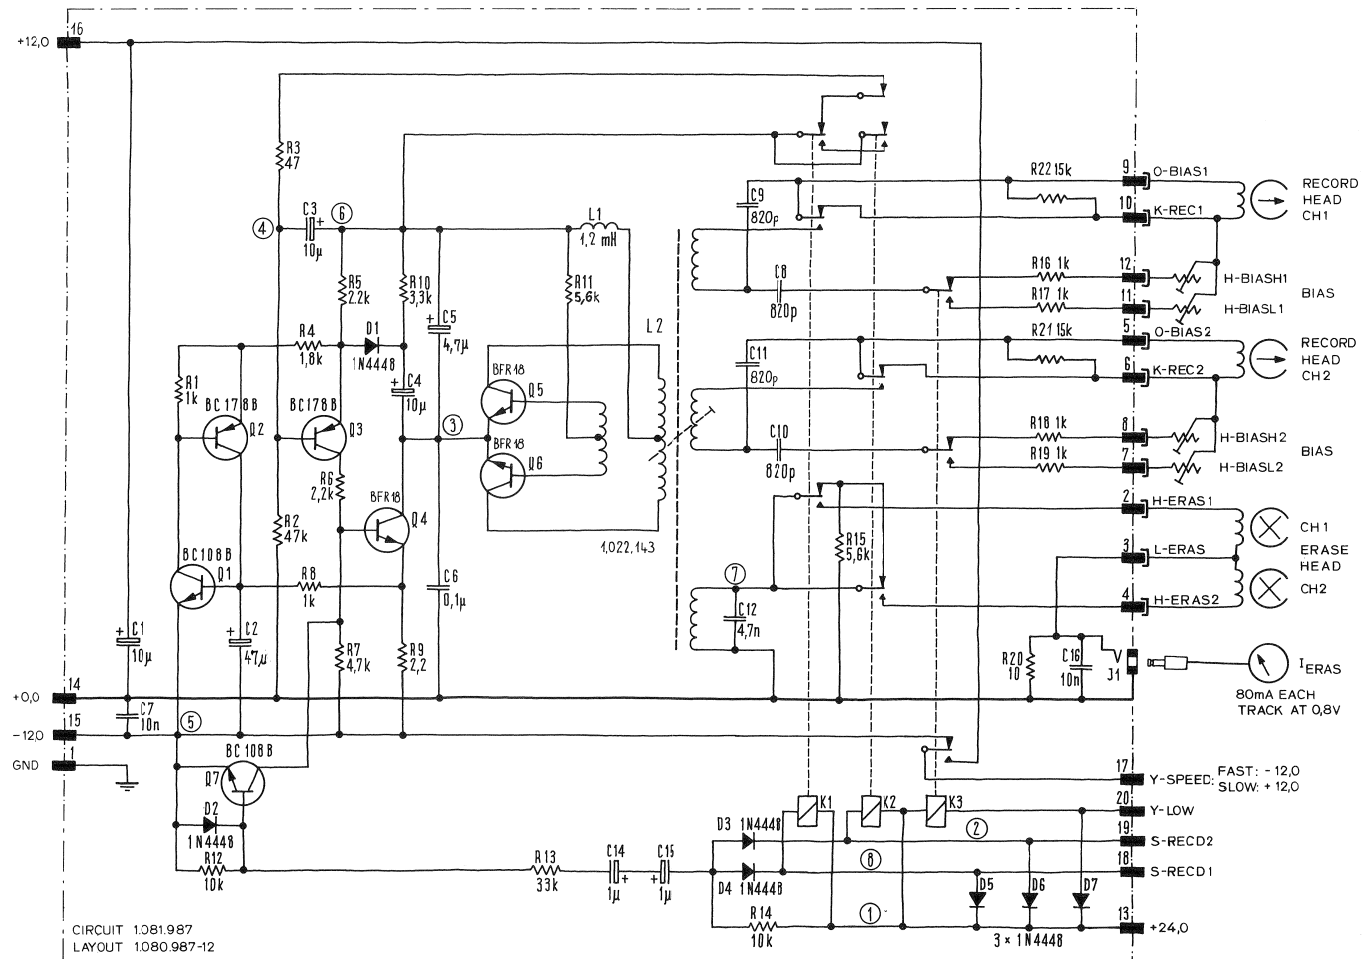 16
+12,0
R3
47
R22 15k
9
O-BIAS1
RECORD
HEAD
CH1
10
K-REC1
C9
820p
4
C3
+
10µ
6
L1
1,2 mH
R5
2.2k
R10
3,3k
R11
5,6k
C8
820p
R16 1k
12
H-BIASH1
R17 1k
11
H-BIASL1
BIAS
+
C5
4,7µ
L2
R4
1,8k
D1
1N4448
R21 15k
5
O-BIAS2
RECORD
HEAD
CH2
6
K-REC2
C11
820p
R1
1k
BFR18
Q5
+
C4
10µ
BC178B
Q2
BC178B
Q3
3
BFR18
Q6
C10
820p
R18 1k
8
H-BIASH2
R19 1k
7
H-BIASL2
BIAS
R6
2,2k
BFR18
Q4
R2
47k
2
H-ERAS1
CH1
ERASE
HEAD
CH2
1,022,143
R15
5,6k
3
L-ERAS
BC108B
Q1
R8
1k
C6
0,1µ
7
C12
4,7n
4
H-ERAS2
+
C1
10µ
+
C2
47µ
R7
4,7k
R9
2,2
R20
10
C16
10n
J1
I ERAS
80mA EACH
TRACK AT 0,8V
14
+0,0
C7
10n
15
-12,0
5
1
GND
BC108B
Q7
17
Y-SPEED:
FAST: -12,0
SLOW: +12,0
20
Y-LOW
K1
K2
K3
D2
1N4448
R12
10k
D3
1N4448
2
19
S-RECD2
R13
33k
C14
+
1µ
C15
+
1µ
D4
1N4448
8
18
S-RECD1
D5
D6
D7
R14
10k
1
3 x 1N4448
13
+24,0
CIRCUIT 1.081.987
LAYOUT 1.080.987-12